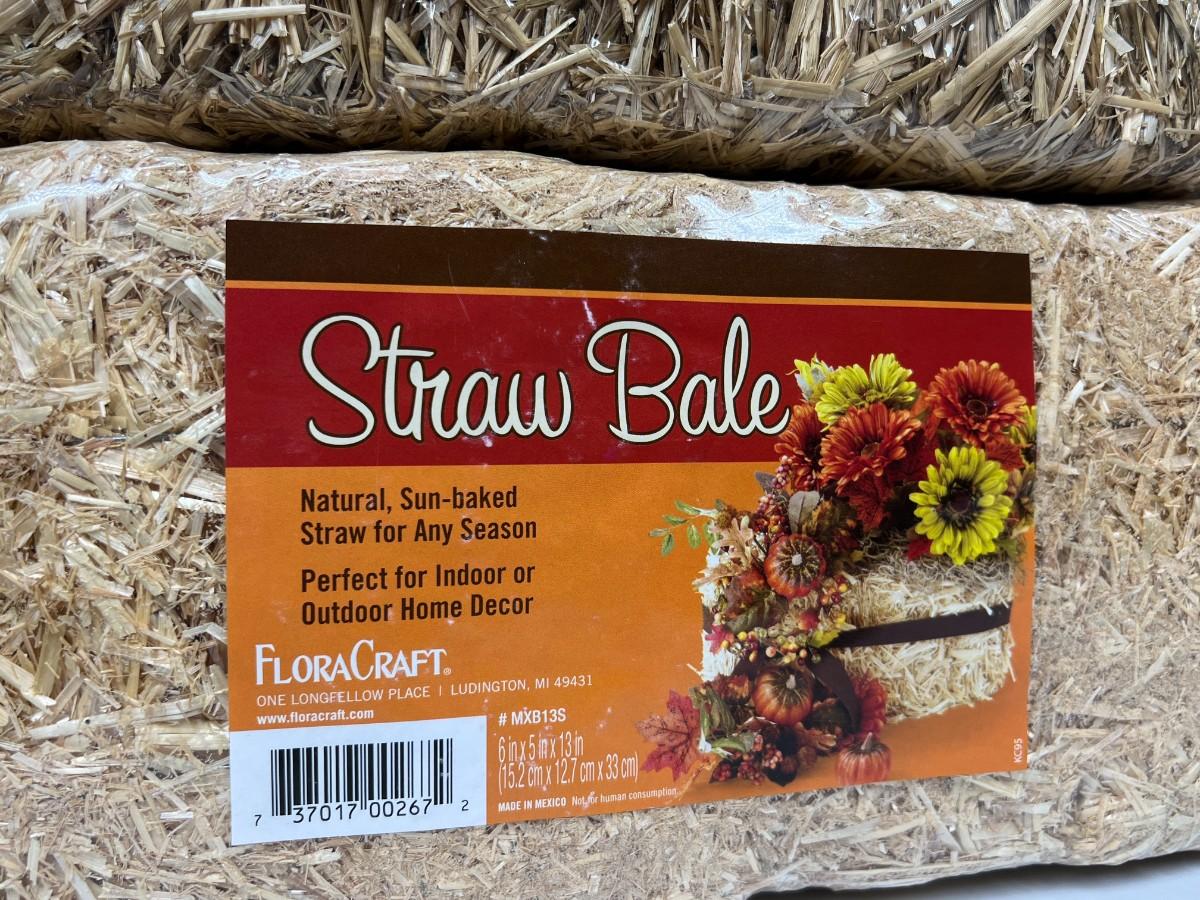 Straw Bale
Natural, Sun-baked
Straw for Any Season
Perfect for Indoor or
Outdoor Home Decor
FLORACRAFT®
ONE LONGFELLOW PLACE | LUDINGTON, MI 49431
www.floracraft.com
# MXB13S
6 in x 5 in x 13 in
(15.2 cm x 12.7 cm x 33 cm)
MADE IN MEXICO Not for human consumption.
7 37017 00267 2
KC95